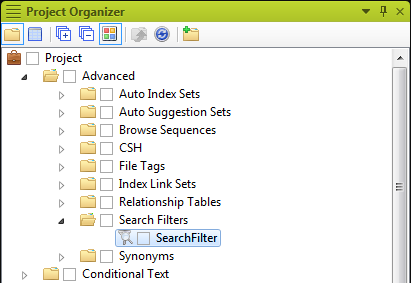 Project Organizer
Project
Advanced
Auto Index Sets
Auto Suggestion Sets
Browse Sequences
CSH
File Tags
Index Link Sets
Relationship Tables
Search Filters
SearchFilter
Synonyms
Conditional Text